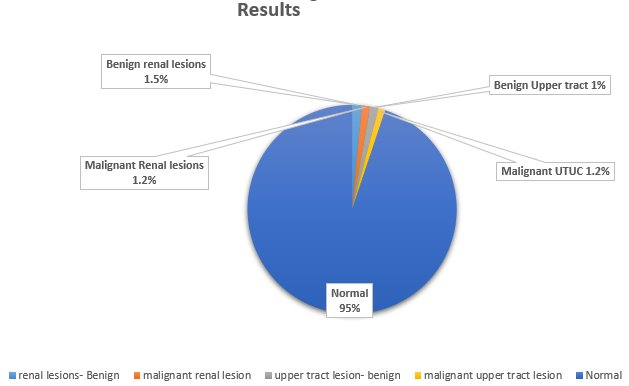 Results
Benign renal lesions
1.5%
Benign Upper tract 1%
Malignant Renal lesions
1.2%
Malignant UTUC 1.2%
Normal
95%
renal lesions- Benign malignant renal lesion upper tract lesion- benign malignant upper tract lesion Normal